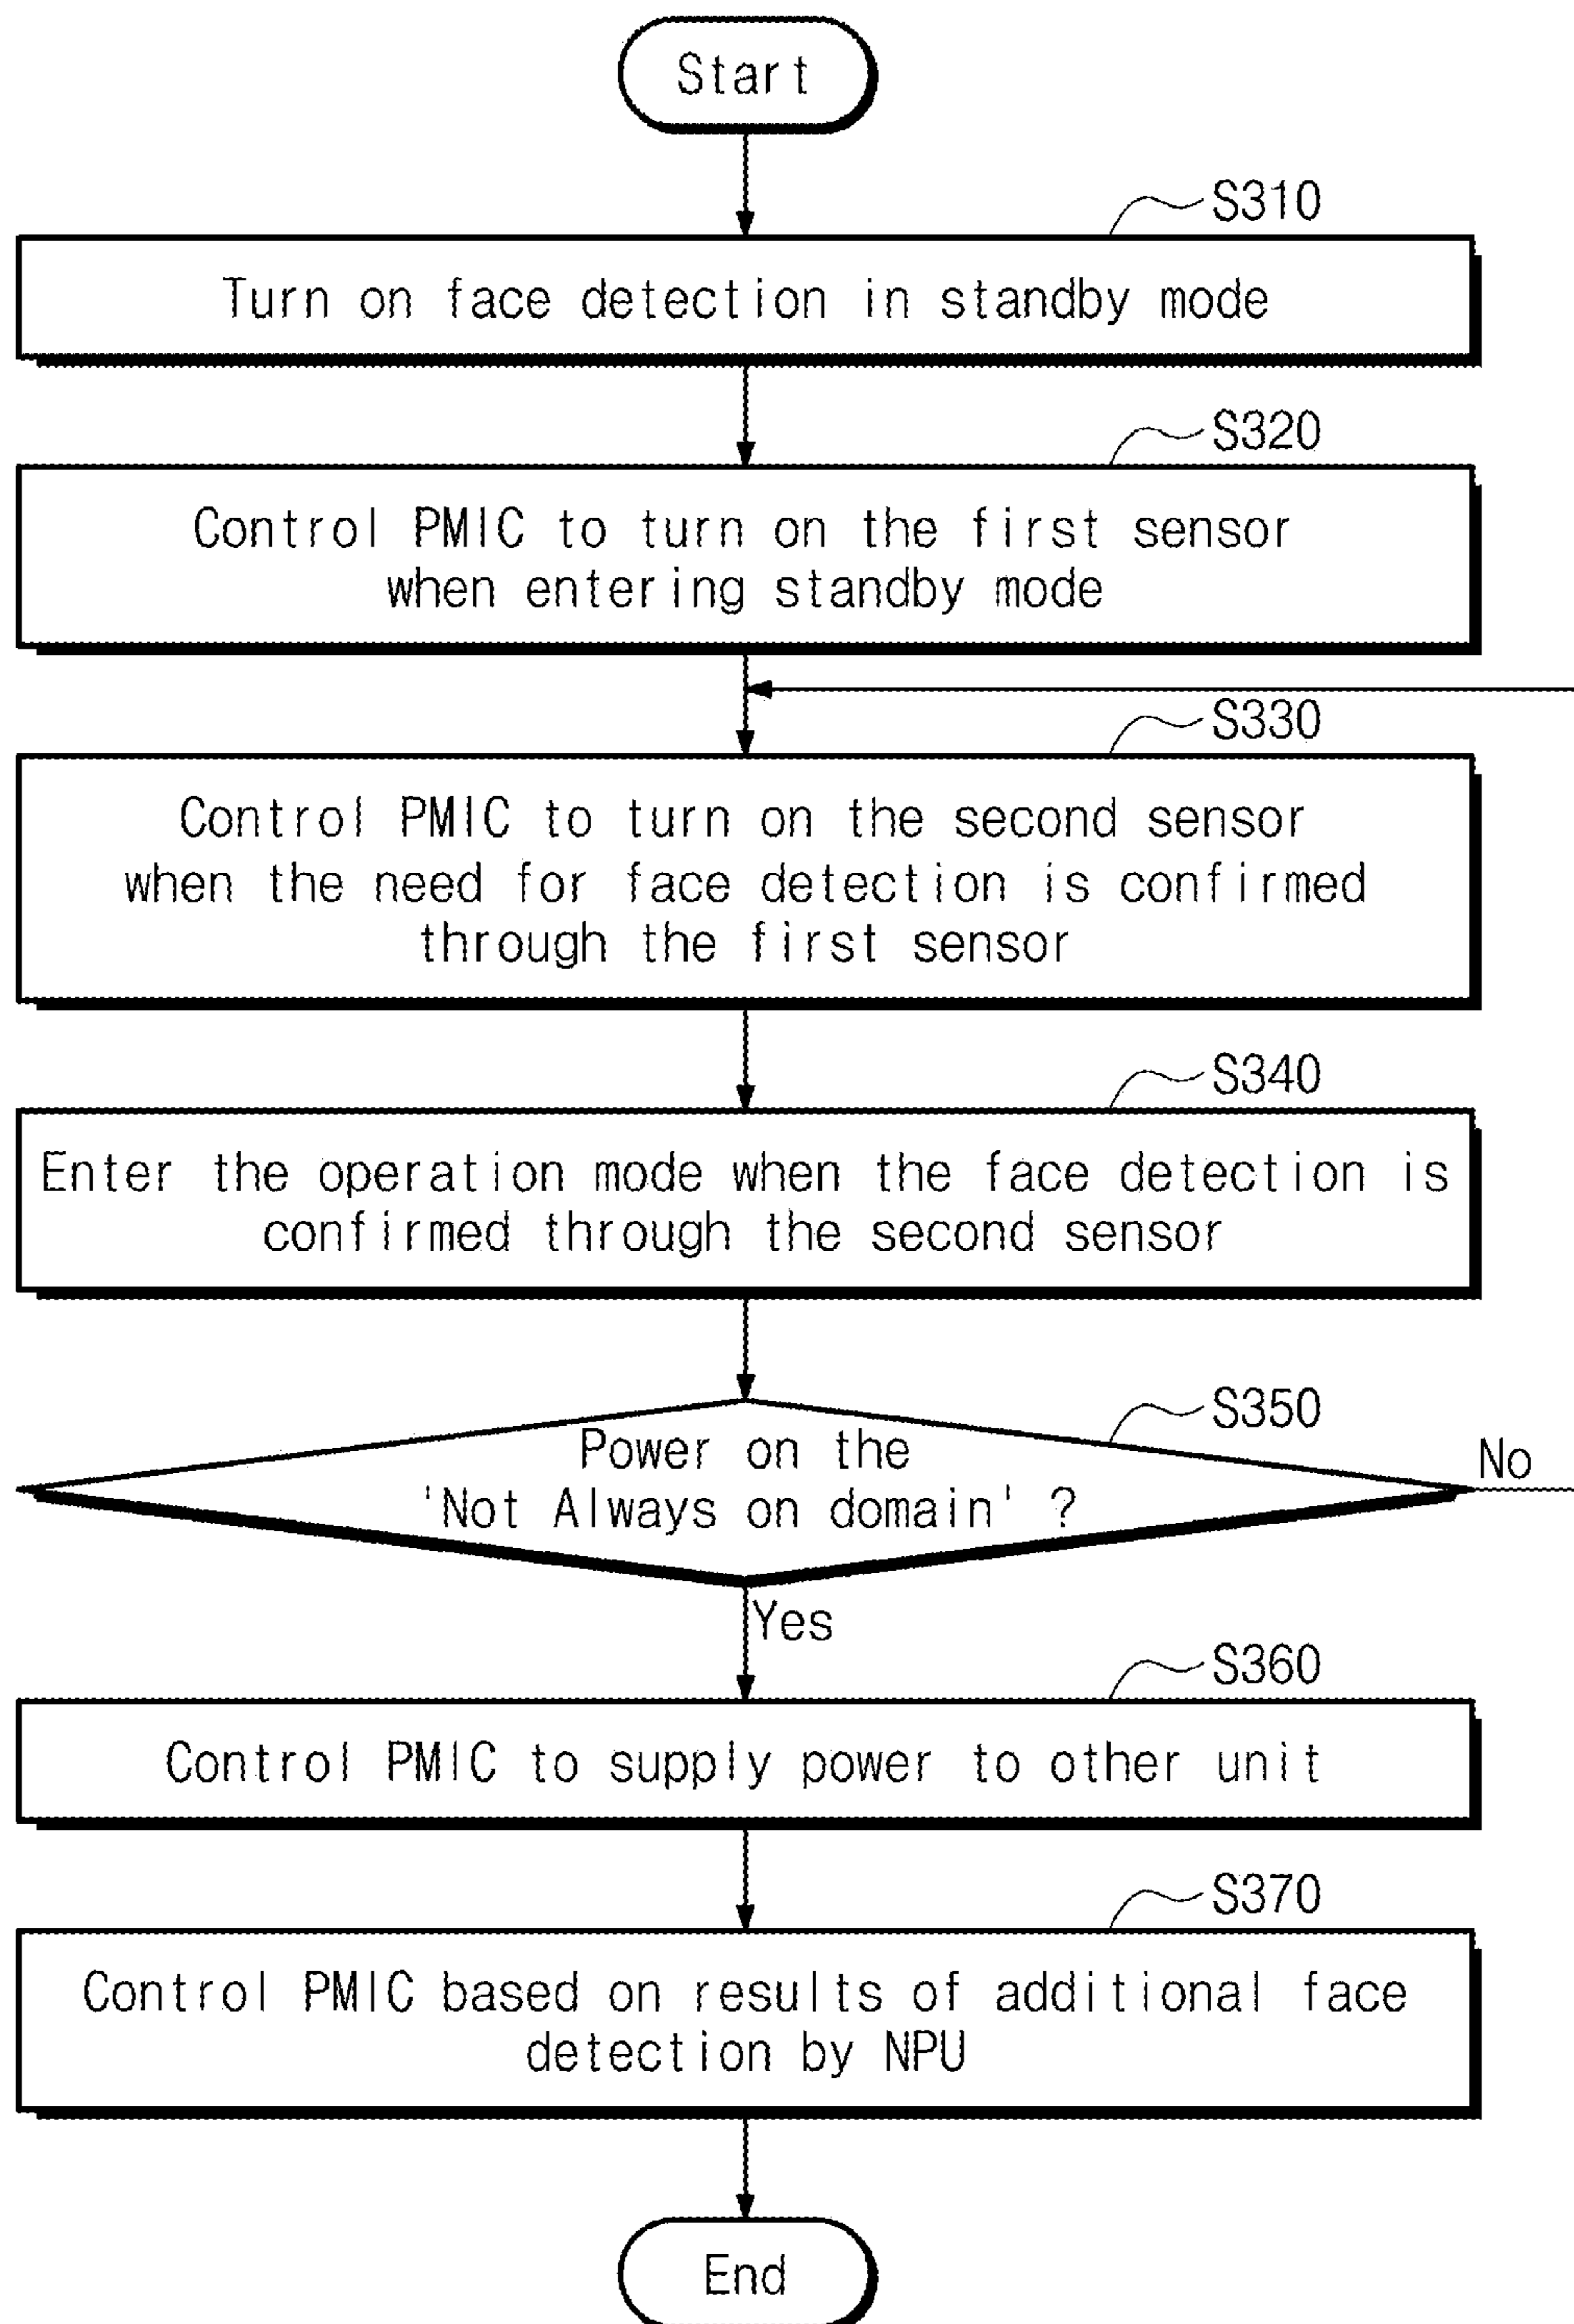 Start
S310
Turn on face detection in standby mode
S320
Control PMIC to turn on the first sensor
when entering standby mode
S330
Control PMIC to turn on the second sensor
when the need for face detection is confirmed
through the first sensor
S340
Enter the operation mode when the face detection is
confirmed through the second sensor
S350
Power on the
'Not Always on domain' ?
No
Yes
S360
Control PMIC to supply power to other unit
S370
Control PMIC based on results of additional face
detection by NPU
End